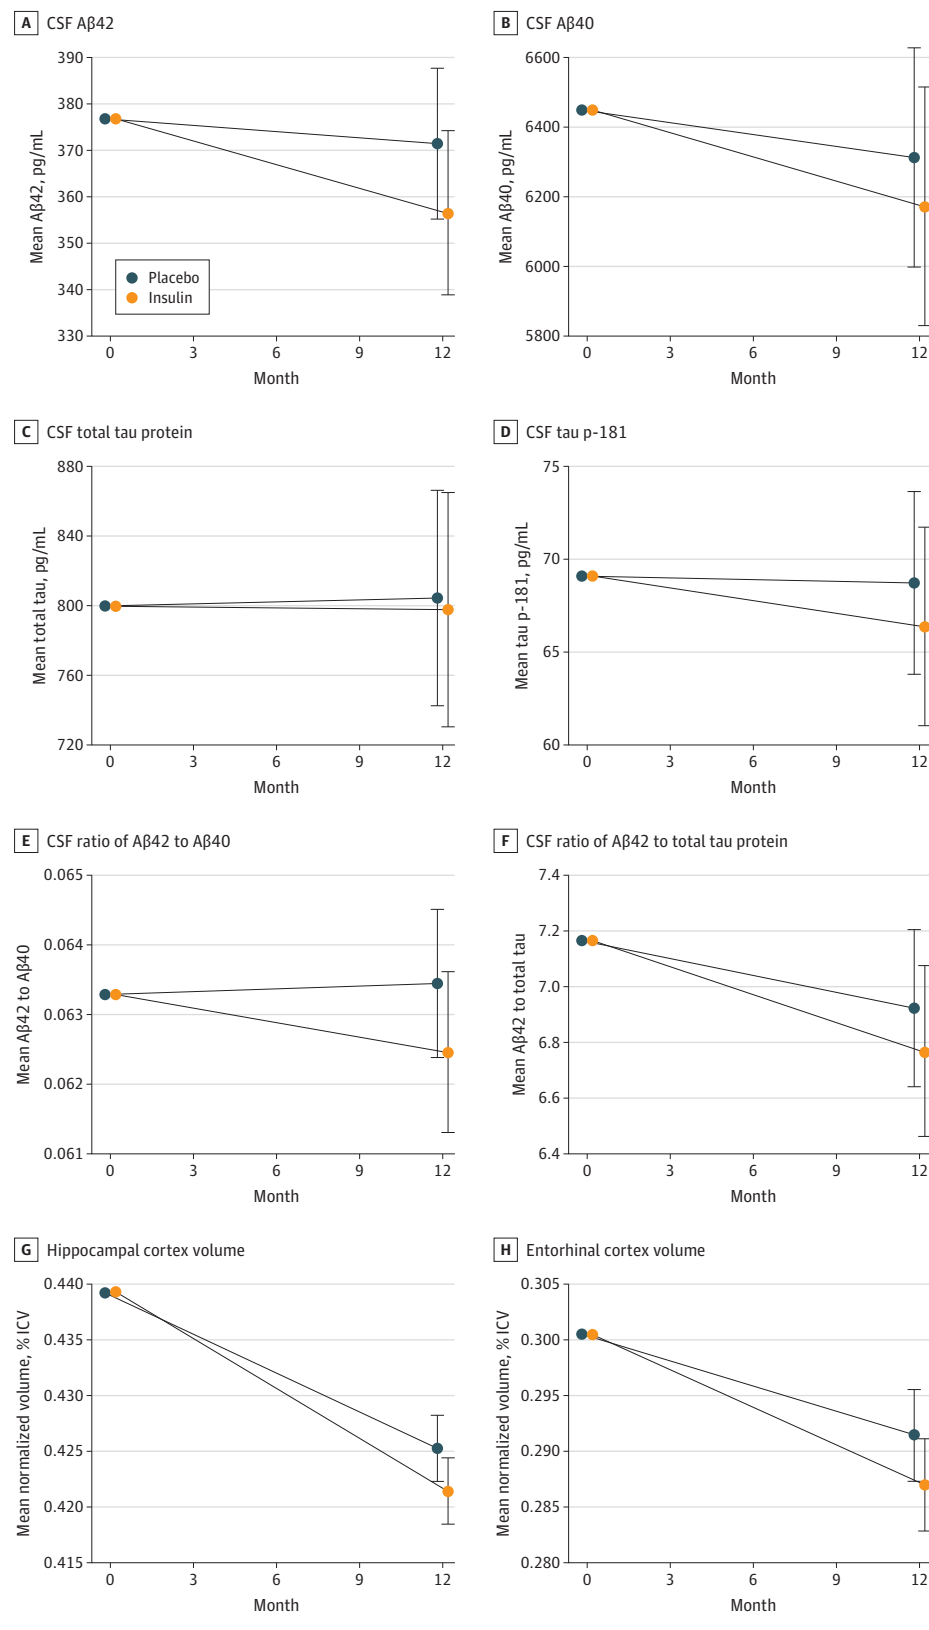 A CSF Aβ42
390
380
370
360
350
340
330
Mean Aβ42, pg/mL
Placebo
Insulin
0 3 6 9 12
Month
B CSF Aβ40
6600
6400
6200
6000
5800
Mean Aβ40, pg/mL
0 3 6 9 12
Month
C CSF total tau protein
880
840
800
760
720
Mean total tau, pg/mL
0 3 6 9 12
Month
D CSF tau p-181
75
70
65
60
Mean tau p-181, pg/mL
0 3 6 9 12
Month
E CSF ratio of Aβ42 to Aβ40
0.065
0.064
0.063
0.062
0.061
Mean Aβ42 to Aβ40
0 3 6 9 12
Month
F CSF ratio of Aβ42 to total tau protein
7.4
7.2
7.0
6.8
6.6
6.4
Mean Aβ42 to total tau
0 3 6 9 12
Month
G Hippocampal cortex volume
0.440
0.435
0.430
0.425
0.420
0.415
Mean normalized volume, % ICV
0 3 6 9 12
Month
H Entorhinal cortex volume
0.305
0.300
0.295
0.290
0.285
0.280
Mean normalized volume, % ICV
0 3 6 9 12
Month